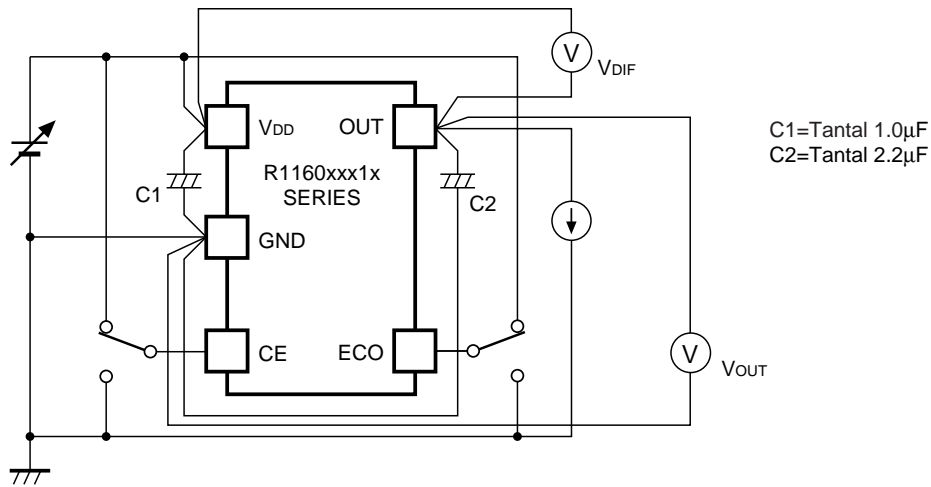 V
VDIF
VDD
OUT
C1=Tantal 1.0μF
C2=Tantal 2.2μF
R1160xxx1x
SERIES
C1
C2
GND
CE
ECO
V
VOUT